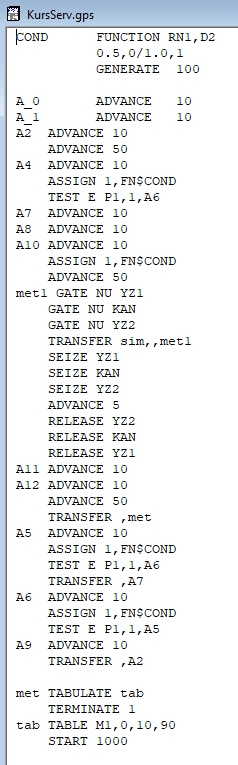 KursServ.gps
COND FUNCTION RN1,D2
0.5,0/1.0,1
GENERATE 100
A_0 ADVANCE 10
A_1 ADVANCE 10
A2 ADVANCE 10
ADVANCE 50
A4 ADVANCE 10
ASSIGN 1,FN$COND
TEST E P1,1,A6
A7 ADVANCE 10
A8 ADVANCE 10
A10 ADVANCE 10
ASSIGN 1,FN$COND
ADVANCE 50
met1 GATE NU YZ1
GATE NU KAN
GATE NU YZ2
TRANSFER sim,,met1
SEIZE YZ1
SEIZE KAN
SEIZE YZ2
ADVANCE 5
RELEASE YZ2
RELEASE KAN
RELEASE YZ1
A11 ADVANCE 10
A12 ADVANCE 10
ADVANCE 50
TRANSFER ,met
A5 ADVANCE 10
ASSIGN 1,FN$COND
TEST E P1,1,A6
TRANSFER ,A7
A6 ADVANCE 10
ASSIGN 1,FN$COND
TEST E P1,1,A5
A9 ADVANCE 10
TRANSFER ,A2
met TABULATE tab
TERMINATE 1
tab TABLE M1,0,10,90
START 1000